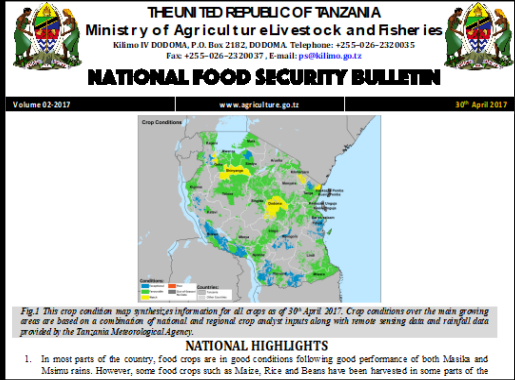 THE UNITED REPUBLIC OF TANZANIA
Ministry of Agriculture Livestock and Fisheries
Kilimo IV DODOMA, P.O. Box 2182, DODOMA Telephone: +255-026-2320035
Fax: +255-026-2320037, E-mail: ps@kilimo.go.tz
NATIONAL FOOD SECURITY BULLETIN
Volume 02-2017 www.agriculture.go.tz 30th April 2017
Crop Conditions
Shinyanga
Dodoma
Conditions:
Countries:
Fig.1 This crop condition map synthesizes information for all crops as of 30th April 2017. Crop conditions over the main growing
areas are based on a combination of national and regional crop analyst inputs along with remote sensing data and rainfall data
provided by the Tanzania Meteorological Agency.
NATIONAL HIGHLIGHTS
1. In most parts of the country, food crops are in good conditions following good performance of both Masika and
Msimu rains. However, some food crops such as Maize, Rice and Beans have been harvested in some parts of the